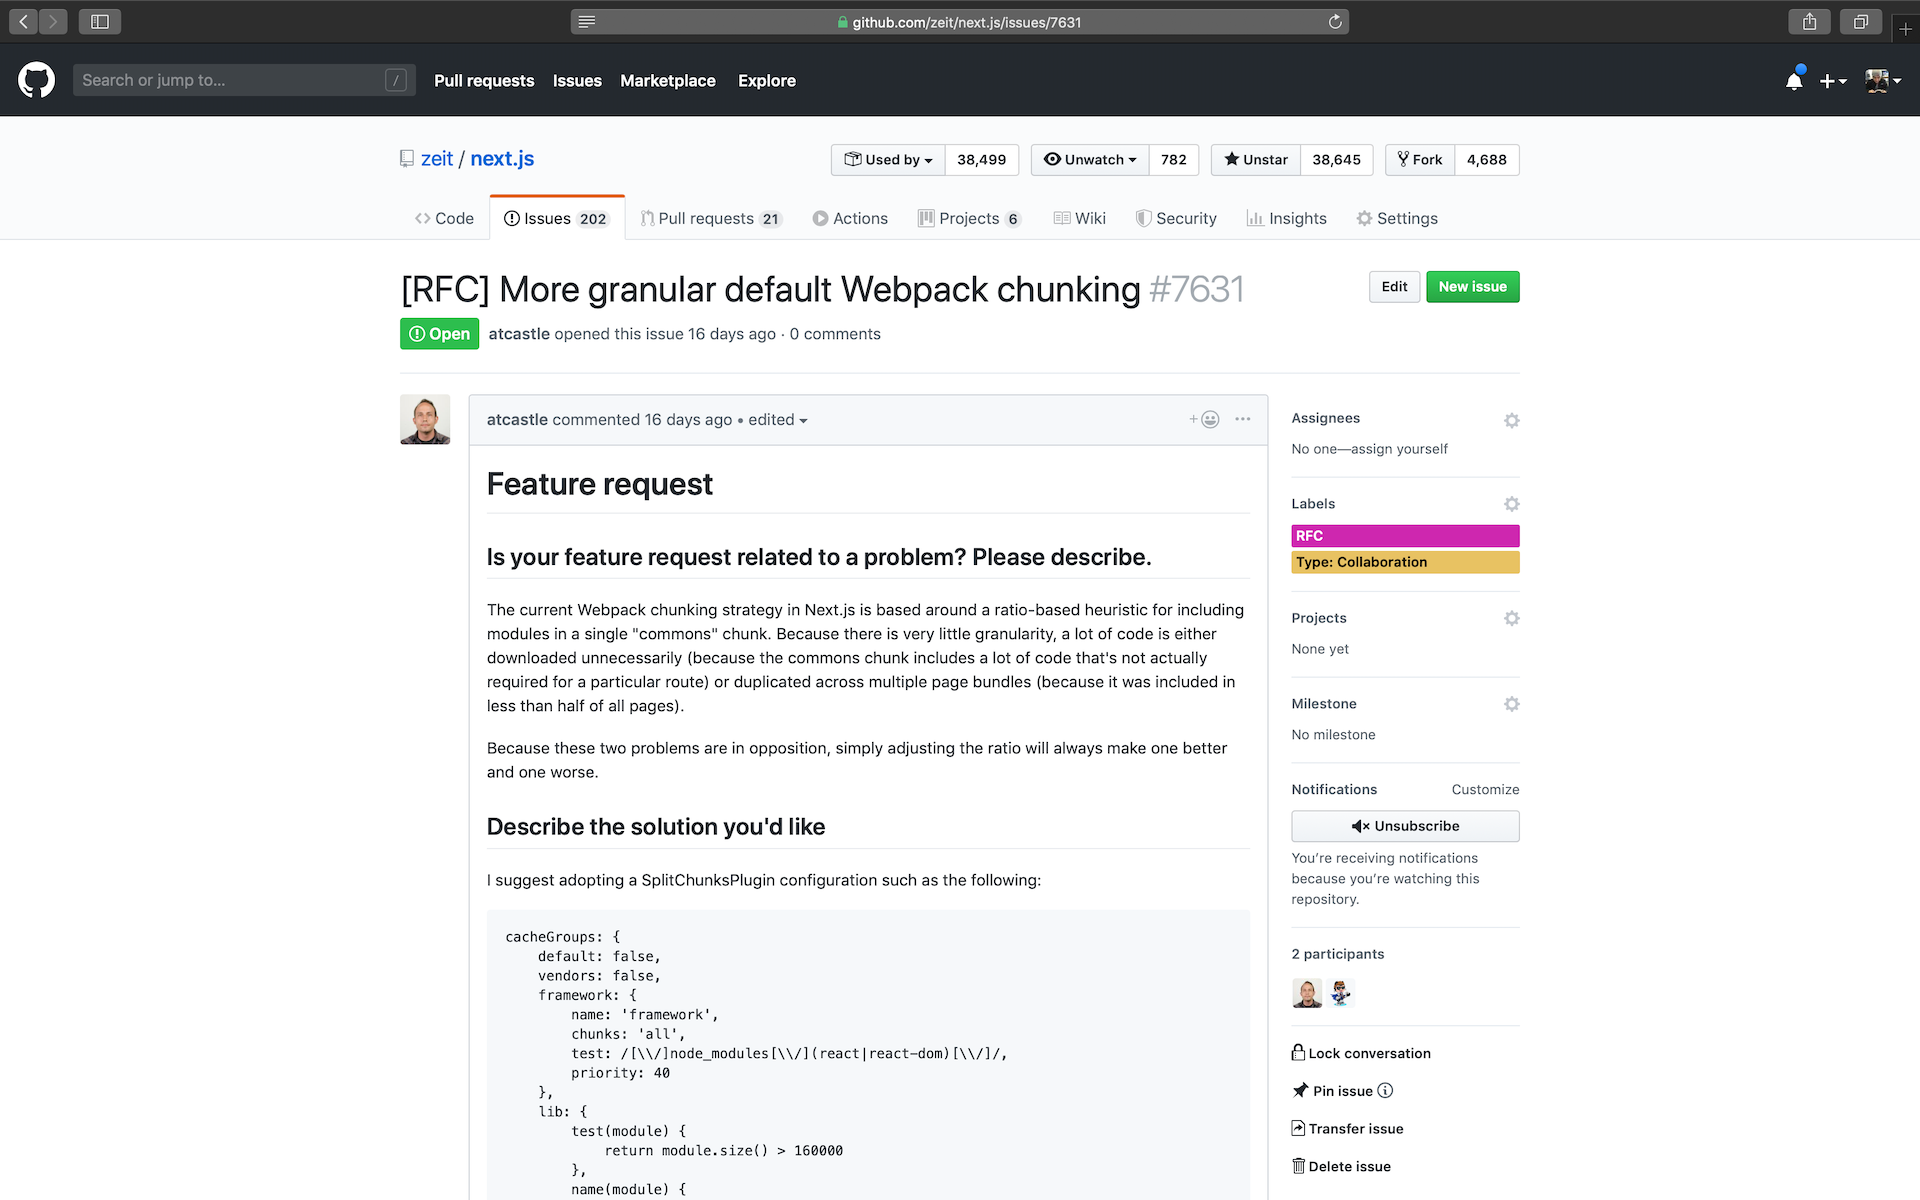 github.com/zeit/next.js/issues/7631
Search or jump to... /
Pull requests Issues Marketplace Explore
zeit / next.js
Used by 38,499 Unwatch 782 Unstar 38,645 Fork 4,688
Code Issues 202 Pull requests 21 Actions Projects 6 Wiki Security Insights Settings
[RFC] More granular default Webpack chunking #7631
Edit New issue
Open atcastle opened this issue 16 days ago · 0 comments
atcastle commented 16 days ago • edited
Feature request
Is your feature request related to a problem? Please describe.
The current Webpack chunking strategy in Next.js is based around a ratio-based heuristic for including
modules in a single "commons" chunk. Because there is very little granularity, a lot of code is either
downloaded unnecessarily (because the commons chunk includes a lot of code that's not actually
required for a particular route) or duplicated across multiple page bundles (because it was included in
less than half of all pages).
Because these two problems are in opposition, simply adjusting the ratio will always make one better
and one worse.
Describe the solution you'd like
I suggest adopting a SplitChunksPlugin configuration such as the following:
cacheGroups: {
    default: false,
    vendors: false,
    framework: {
        name: 'framework',
        chunks: 'all',
        test: /[\\/]node_modules[\\/](react|react-dom)[\\/]/,
        priority: 40
    },
    lib: {
        test(module) {
            return module.size() > 160000
        },
        name(module) {
Assignees
No one—assign yourself
Labels
RFC
Type: Collaboration
Projects
None yet
Milestone
No milestone
Notifications Customize
Unsubscribe
You're receiving notifications
because you're watching this
repository.
2 participants
Lock conversation
Pin issue
Transfer issue
Delete issue